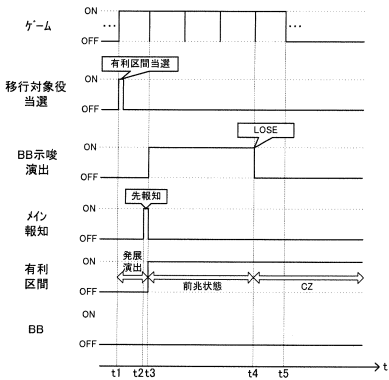 ゲーム
ON
OFF
…
…
有利区間当選
移行対象役
当選
ON
OFF
LOSE
BB示唆
演出
ON
OFF
先報知
メイン
報知
ON
OFF
有利
区間
ON
OFF
発展
演出
前兆状態
CZ
BB
ON
OFF
t1
t2
t3
t4
t5
t